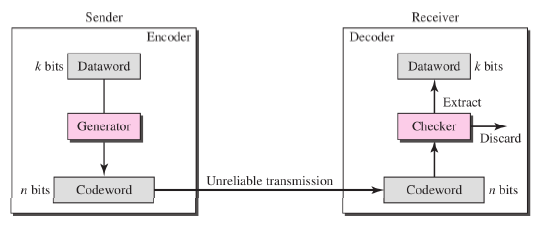 Sender
Encoder
k bits
Dataword
Generator
n bits
Codeword
Unreliable transmission
Receiver
Decoder
Dataword
k bits
Extract
Checker
Discard
Codeword
n bits